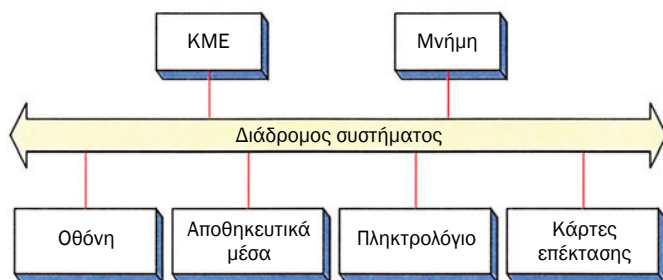 ΚΜΕ
Μνήμη
Διάδρομος συστήματος
Οθόνη
Αποθηκευτικά
μέσα
Πληκτρολόγιο
Κάρτες
επέκτασης